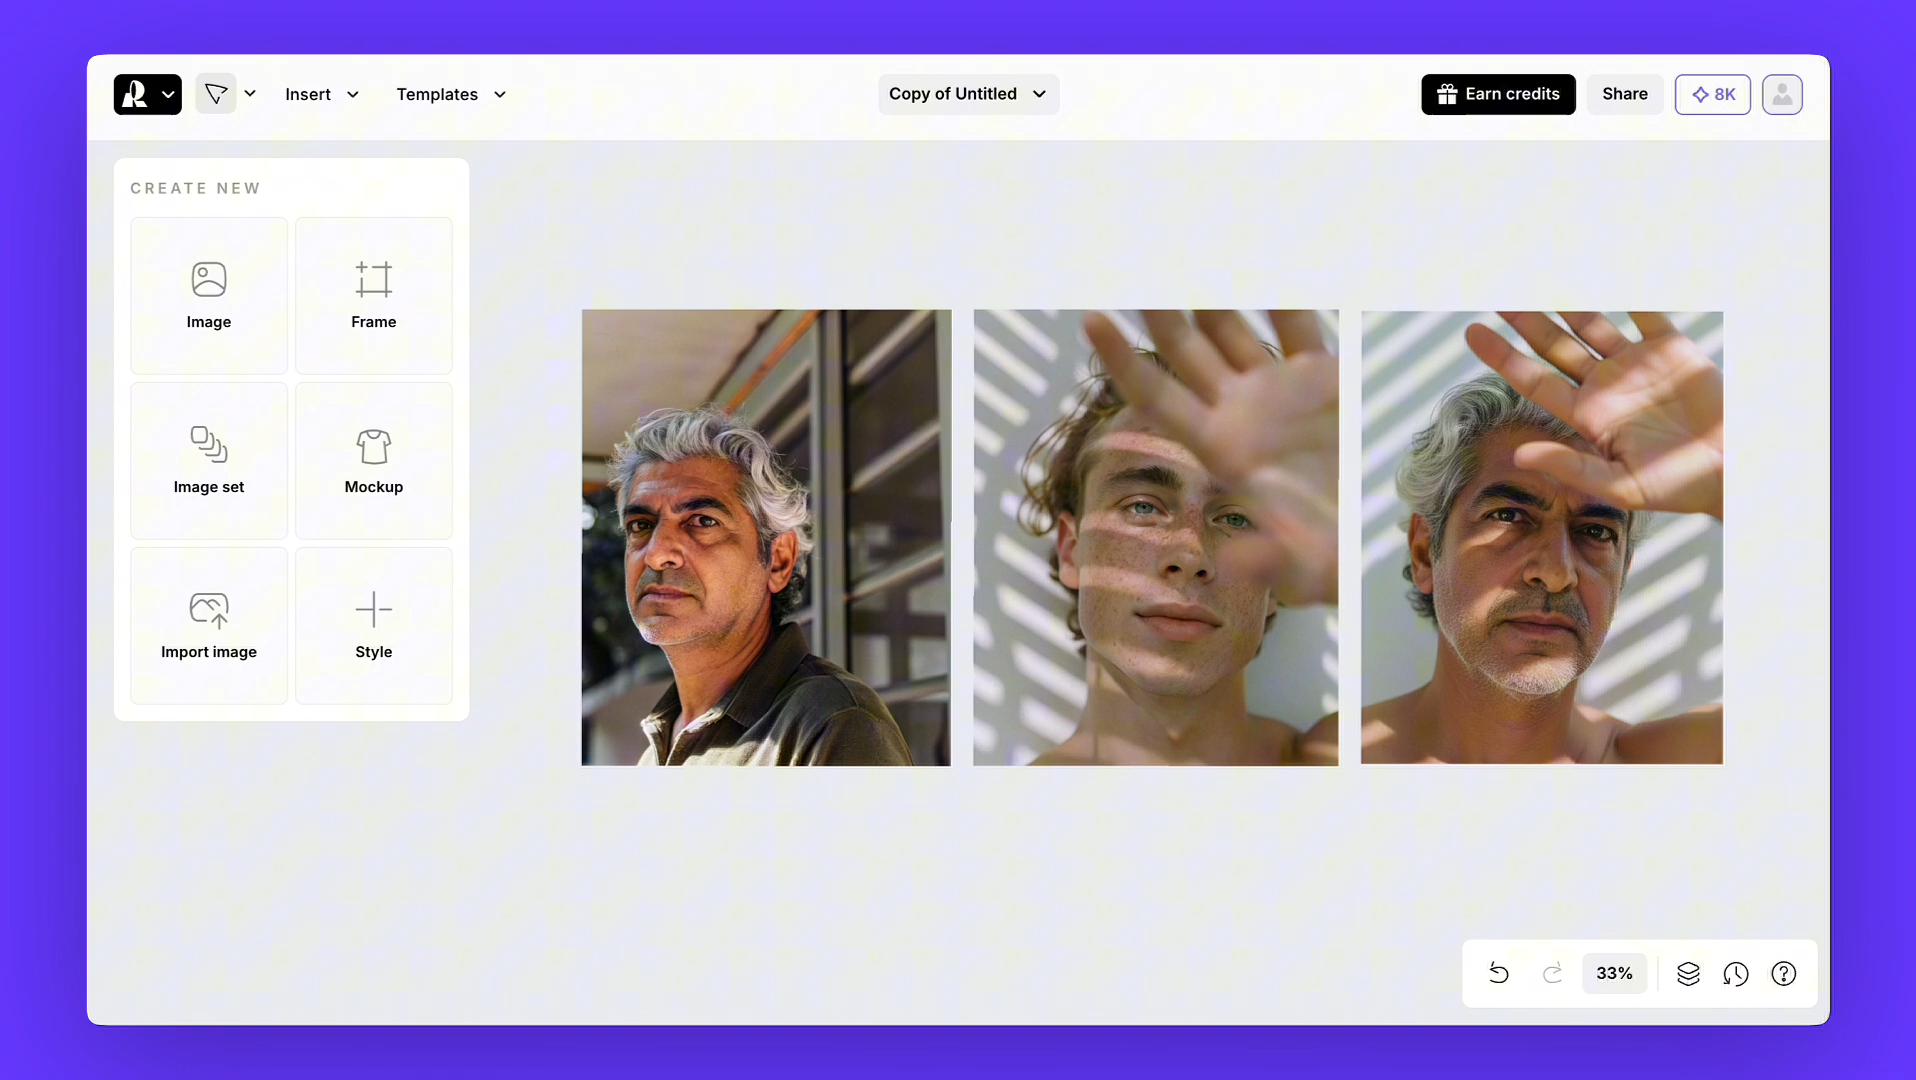 Insert
Templates
Copy of Untitled
Earn credits
Share
8K
CREATE NEW
Image
Frame
Image set
Mockup
Import image
Style
33%